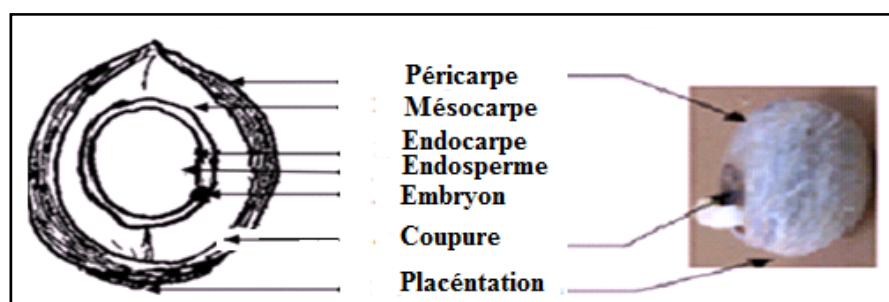 Péricarpe
Mésocarpe
Endocarpe
Endosperme
Embryon
Coupure
Placéntation